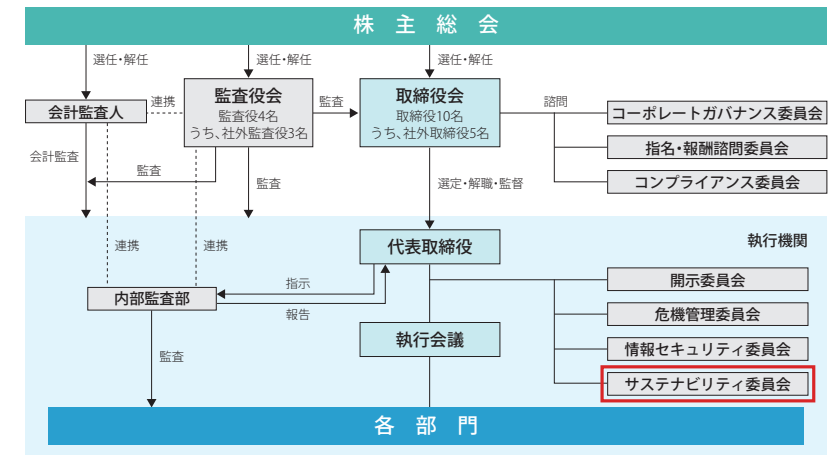 株主総会
選任・解任
選任・解任
選任・解任
会計監査人
連携
監査役会
監査役4名
うち、社外監査役3名
監査
取締役会
取締役10名
うち、社外取締役5名
諮問
コーポレートガバナンス委員会
指名・報酬諮問委員会
コンプライアンス委員会
会計監査
監査
監査
選定・解職・監督
執行機関
代表取締役
連携
連携
指示
報告
内部監査部
開示委員会
危機管理委員会
執行会議
情報セキュリティ委員会
監査
サステナビリティ委員会
各部門